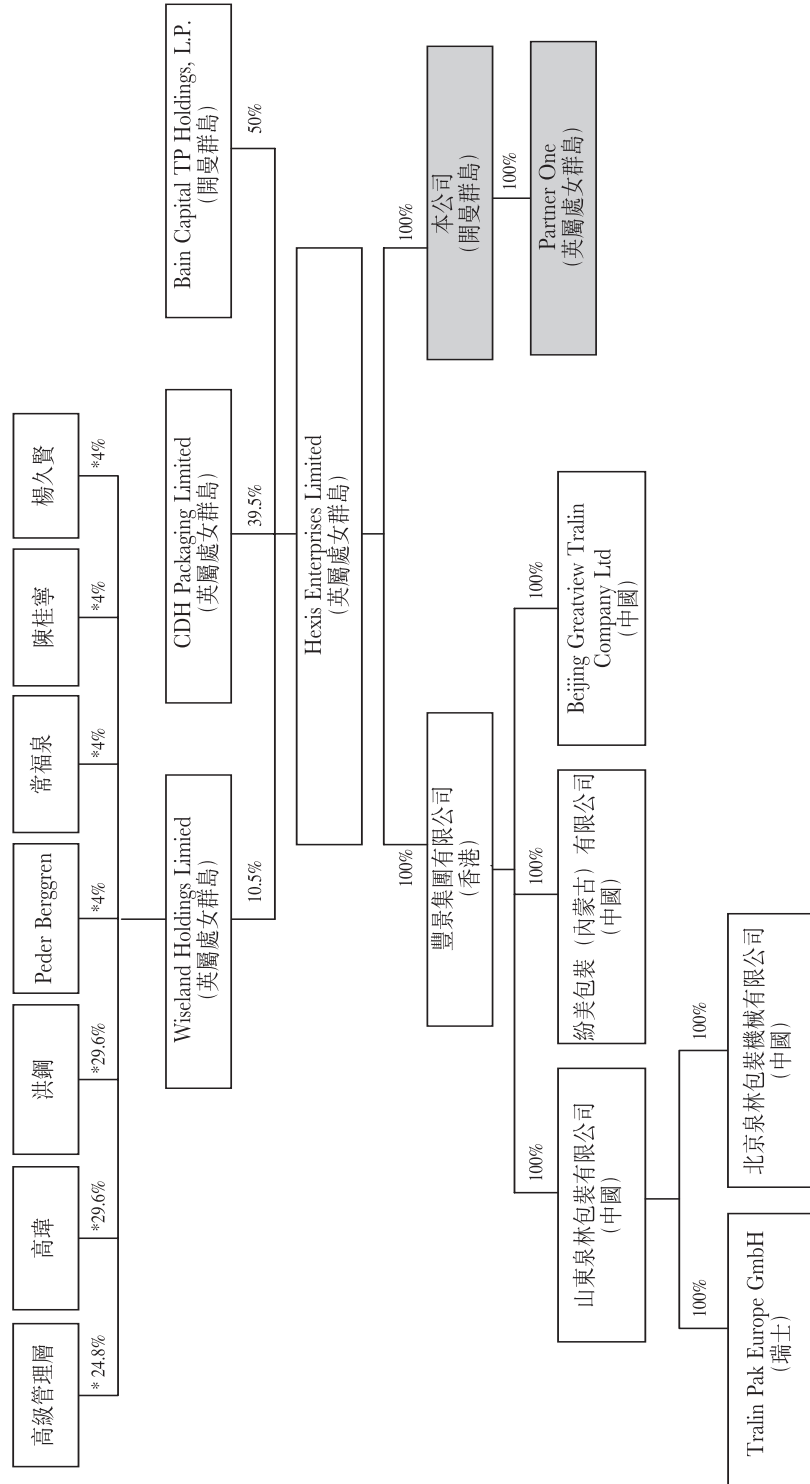 高級管理層
高瑋
洪鋼
Peder Berggren
常福泉
陳桂寧
楊久賢
* 24.8%
*29.6%
*29.6%
*4%
*4%
*4%
*4%
Wiseland Holdings Limied
(英屬處女群島)
CDH Packaging Limited
(英屬處女群島)
Bain Capital TP Holdings, L.P.
(開曼群島)
10.5%
39.5%
50%
Hexis Enterprises Limited
(英屬處女群島)
100%
100%
豐景集團有限公司
(香港)
本公司
(開曼群島)
100%
Partner One
(英屬處女群島)
100%
100%
100%
山東泉林包裝有限公司
(中國)
紛美包裝(內蒙古)有限公司
(中國)
Beijing Greatview Tralin
Company Ltd
(中國)
100%
100%
Tralin Pak Europe GmbH
(瑞士)
北京泉林包裝機械有限公司
(中國)